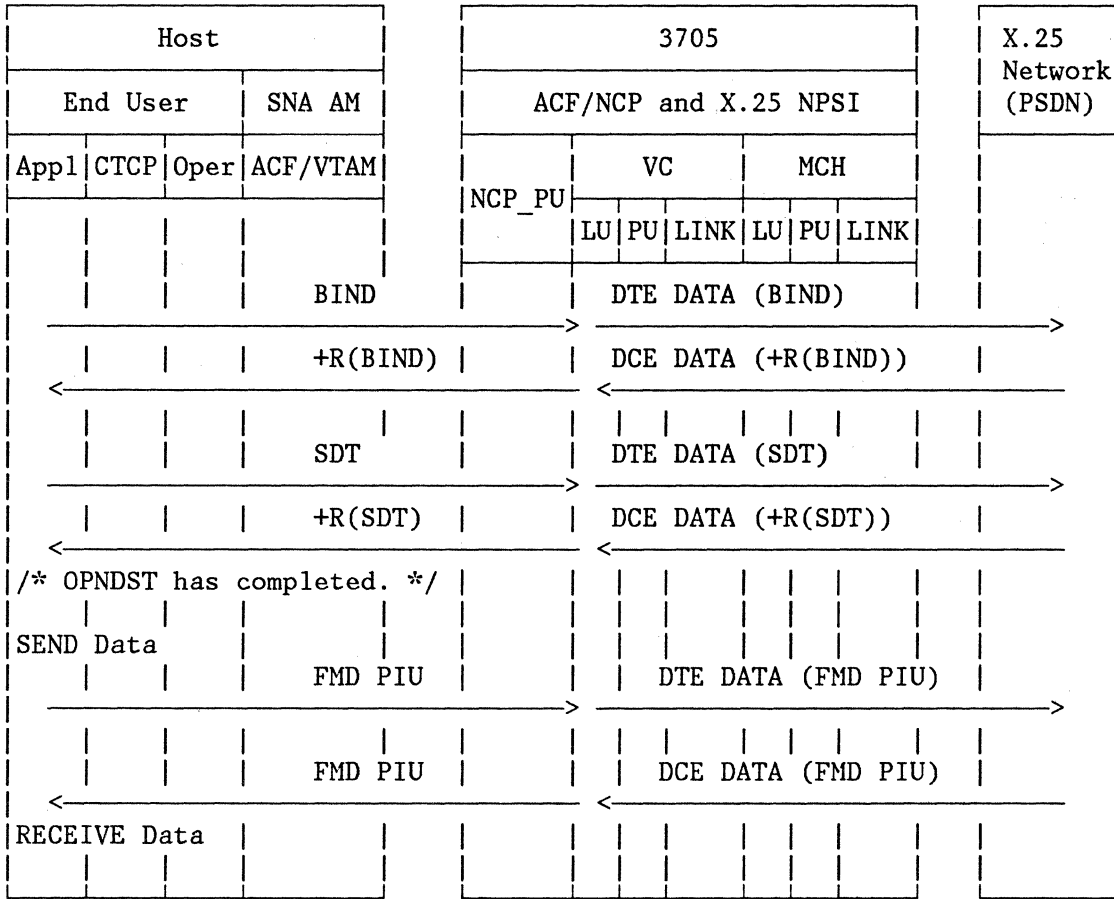 Host 3705 X.25
Network
End User SNA AM ACF/NCP and X.25 NPSI (PSDN)
Appl CTCP Oper ACF/VTAM VC MCH
NCP_PU
LU PU LINK LU PU LINK
BIND DTE DATA (BIND)
+R(BIND) DCE DATA (+R(BIND))
SDT DTE DATA (SDT)
+R(SDT) DCE DATA (+R(SDT))
/* OPNDST has completed. */
SEND Data
FMD PIU DTE DATA (FMD PIU)
FMD PIU DCE DATA (FMD PIU)
RECEIVE Data